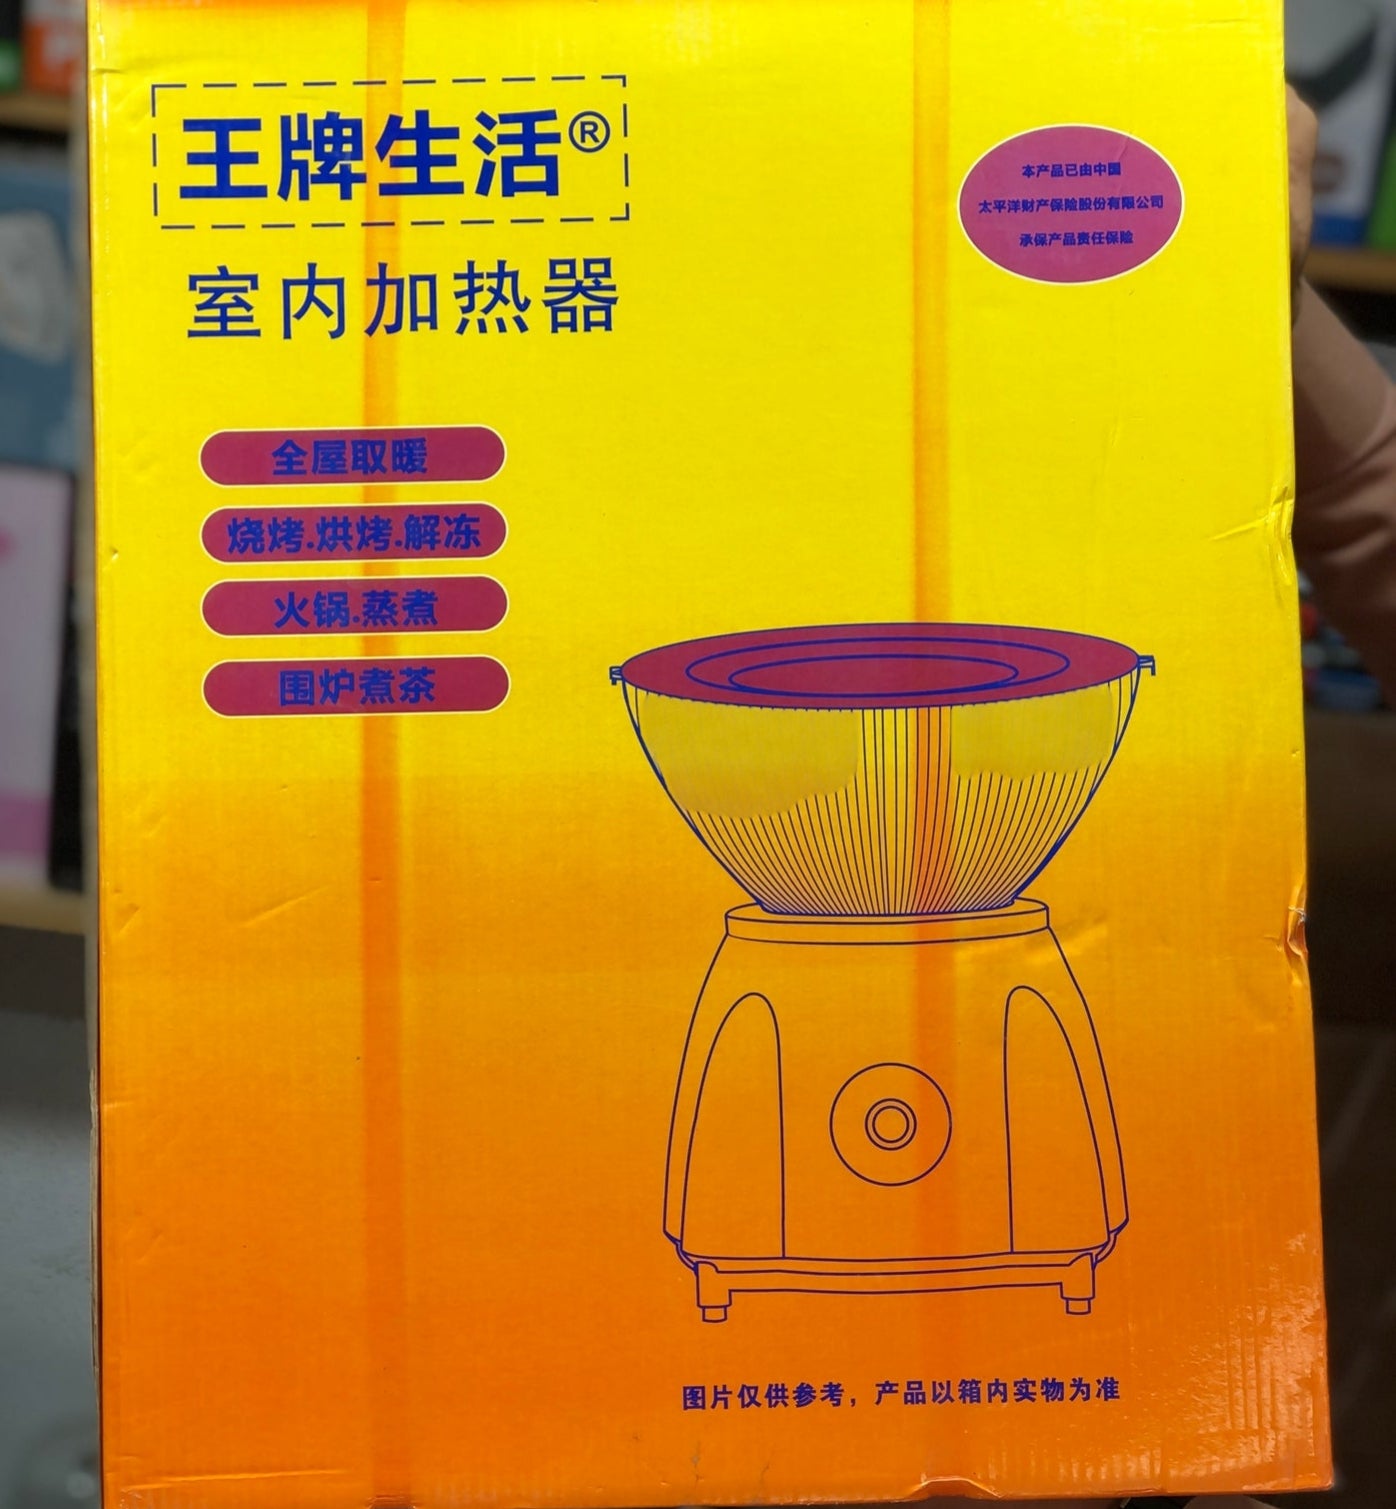 王牌生活®
室内加热器
本产品已由中国
太平洋财产保险股份有限公司
承保产品责任保险
全屋取暖
烧烤.烘烤.解冻
火锅.蒸煮
围炉煮茶
图片仅供参考，产品以箱内实物为准